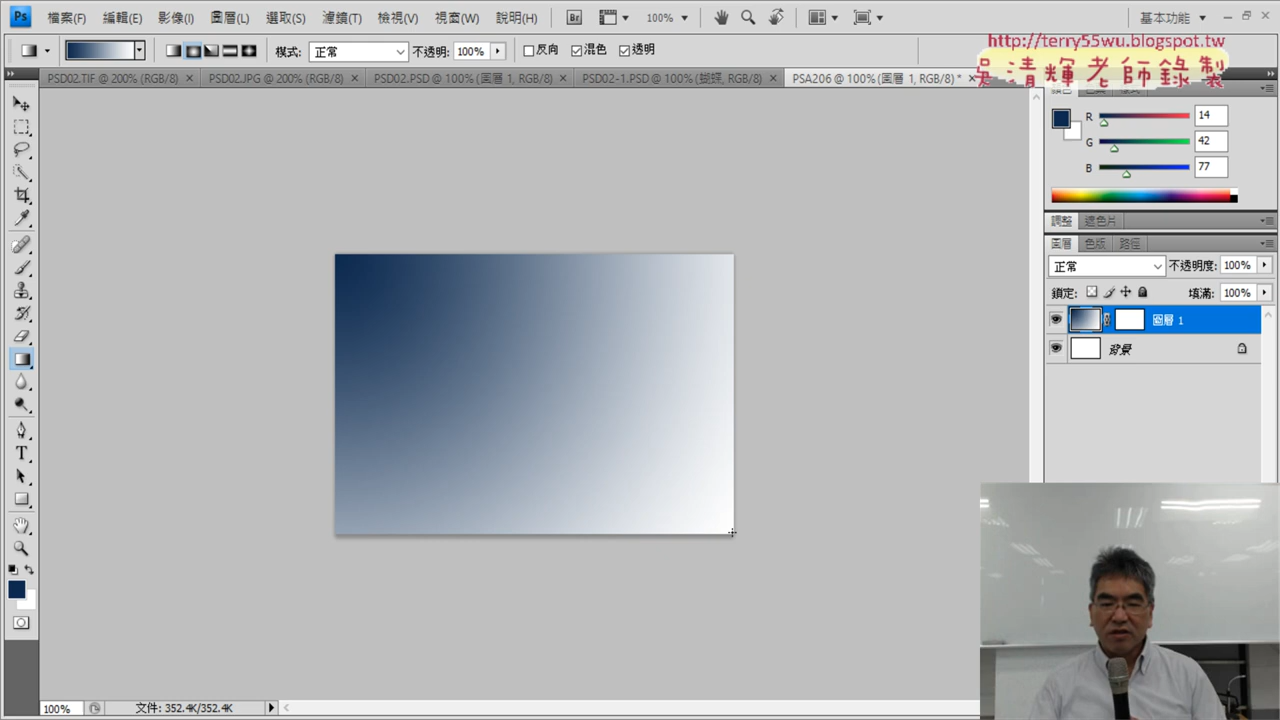 Ps 檔案(F) 編輯(E) 影像(I) 圖層(L) 選取(S) 濾鏡(T) 檢視(V) 視窗(W) 說明(H) Br 100% 基本功能
http://terry55wu.blogspot.tw
吳清輝老師錄製
模式: 正常 不透明: 100% 反向 混色 透明
PSD02.TIF @ 200% (RGB/8) PSD02.JPG @ 200% (RGB/8) PSD02.PSD @ 100% (圖層 1, RGB/8) PSD02-1.PSD @ 100% (蝴蝶, RGB/8) PSA206 @ 100% (圖層 1, RGB/8) *
R 14
G 42
B 77
調整 遮色片
圖層 色版 路徑
正常 不透明度: 100%
鎖定: 填滿: 100%
圖層 1
背景
T
100% 文件: 352.4K/352.4K